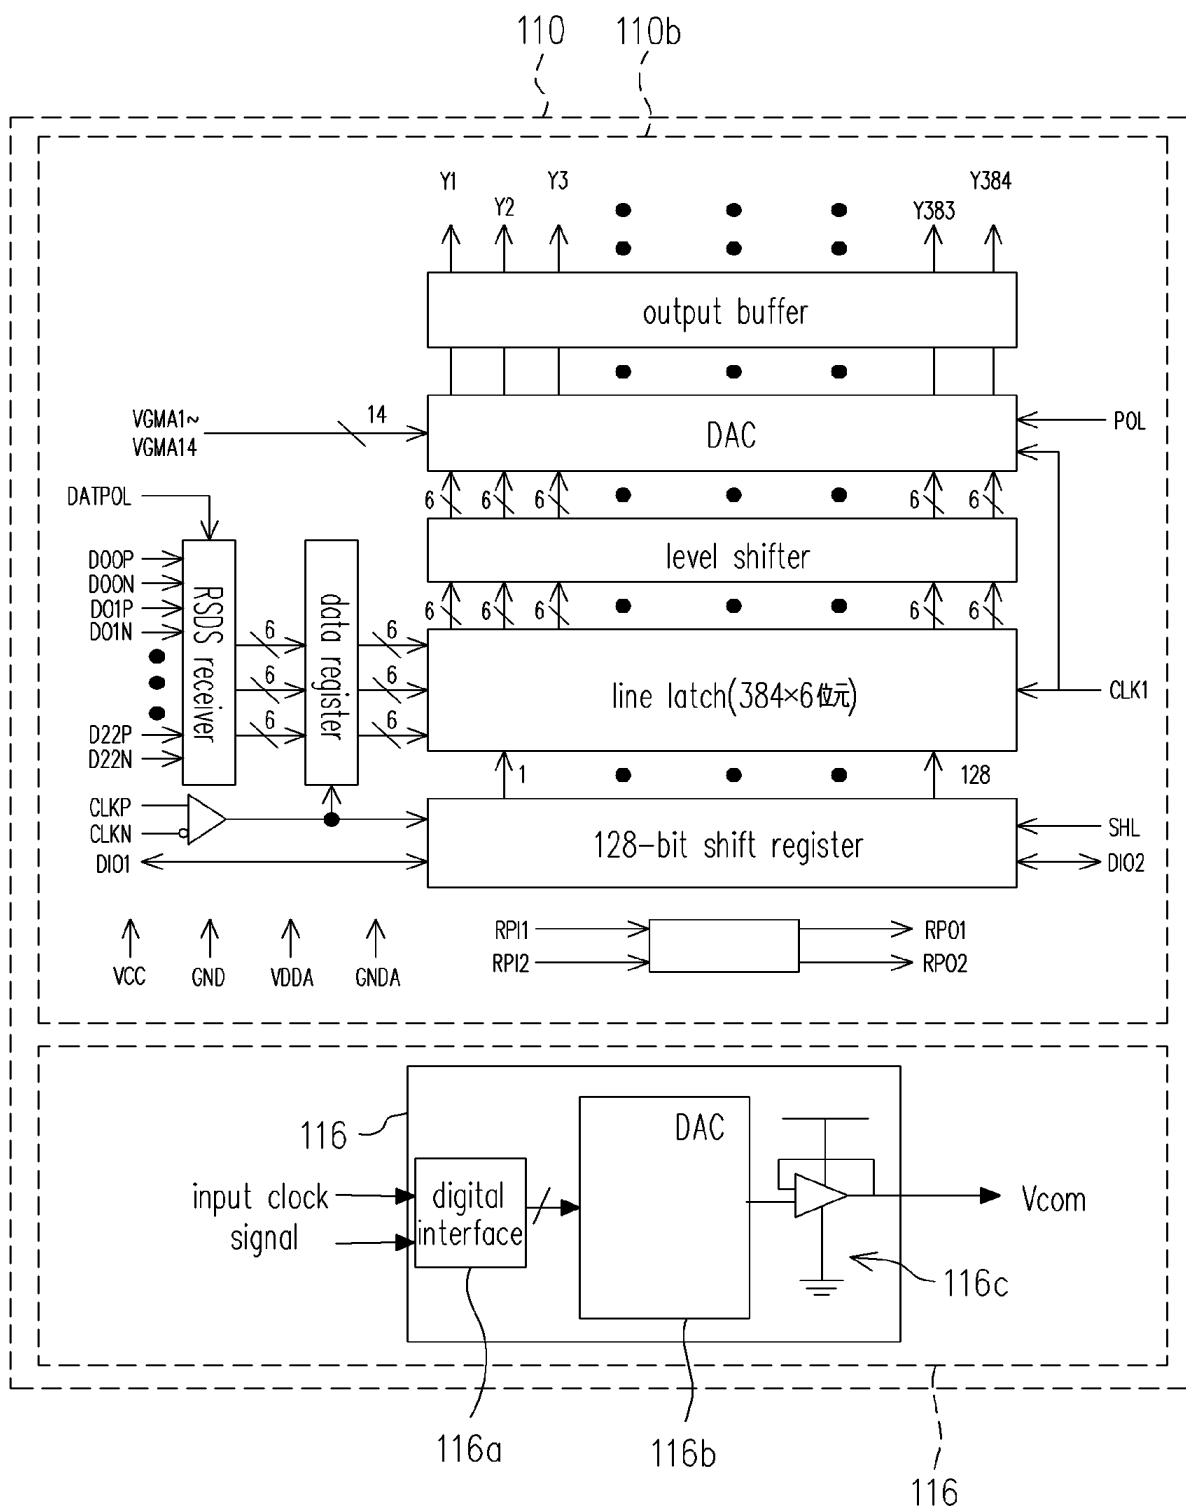 110 110b
Y1 Y2 Y3 Y383 Y384
output buffer
VGMA1~
VGMA14
14
DAC
POL
6 6 6 6 6
DATPOL
level shifter
6 6 6 6 6
D00P
D00N
D01P
D01N
D22P
D22N
RSDS receiver
6 6
6 6
6 6
data register
line latch(384×6位元)
CLK1
1 128
CLKP
CLKN
DIO1
128-bit shift register
SHL
DIO2
VCC GND VDDA GNDA
RPI1 RPO1
RPI2 RPO2
116
DAC
input clock
signal
digital
interface
Vcom
116c
116a
116b
116